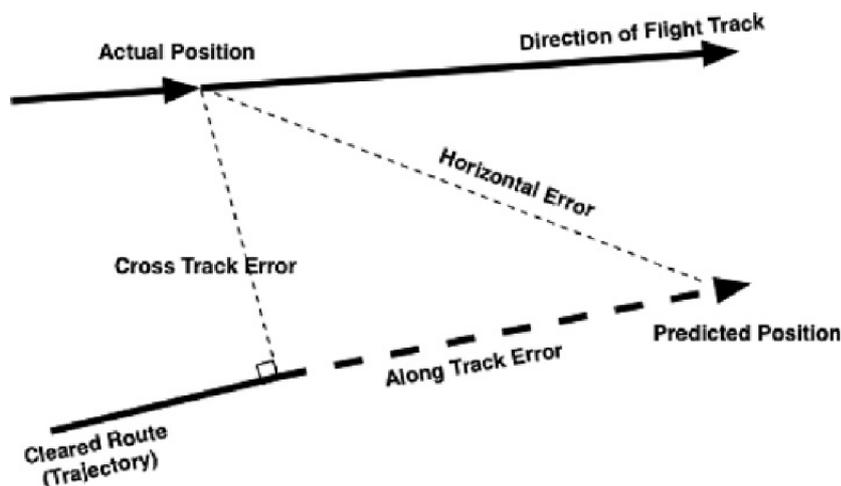 Actual Position
Direction of Flight Track
Horizontal Error
Cross Track Error
Predicted Position
Along Track Error
Cleared Route
(Trajectory)